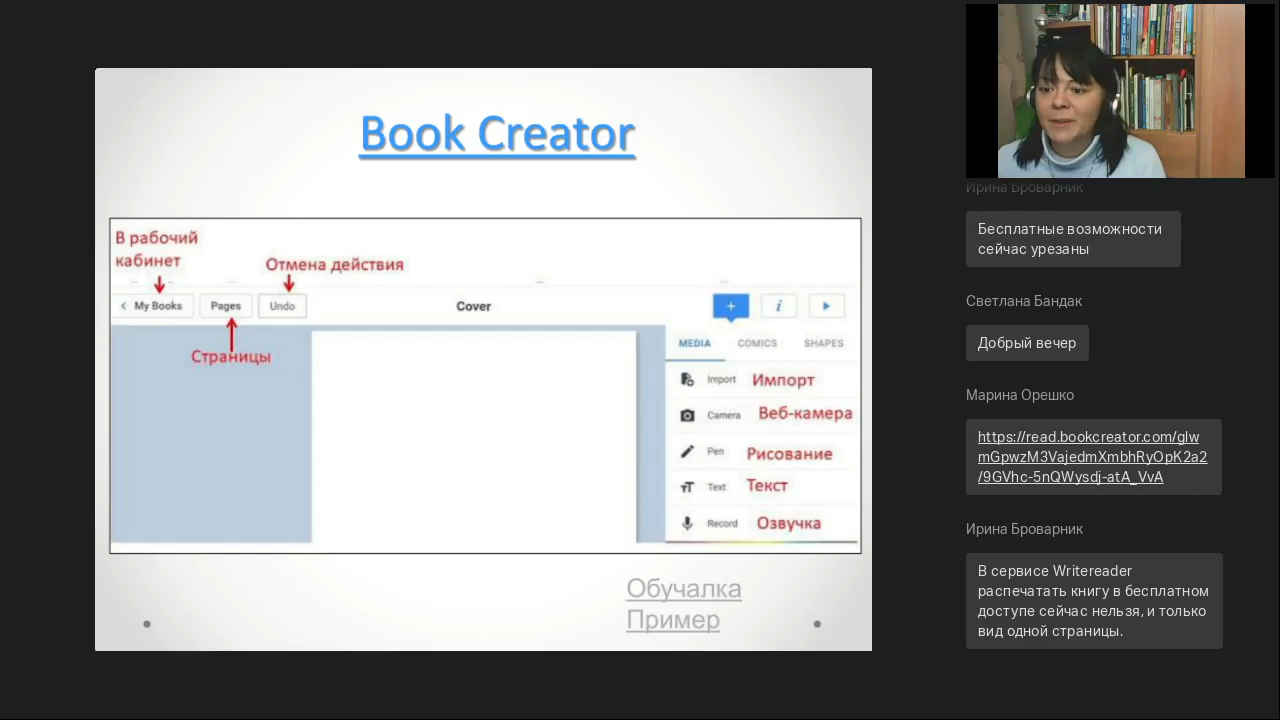 Book Creator
В рабочий
кабинет
Отмена действия
My Books
Pages
Undo
Cover
+
i
Страницы
MEDIA
COMICS
SHAPES
Import
Импорт
Camera
Веб-камера
Pen
Рисование
Text
Текст
Record
Озвучка
Обучалка
Пример
Ирина Броварник
Бесплатные возможности
сейчас урезаны
Светлана Бандак
Добрый вечер
Марина Орешко
https://read.bookcreator.com/glw
mGpwzM3VajedmXmbhRyOpK2a2
/9GVhc-5nQWysdj-atA_VvA
Ирина Броварник
В сервисе Writereader
распечатать книгу в бесплатном
доступе сейчас нельзя, и только
вид одной страницы.